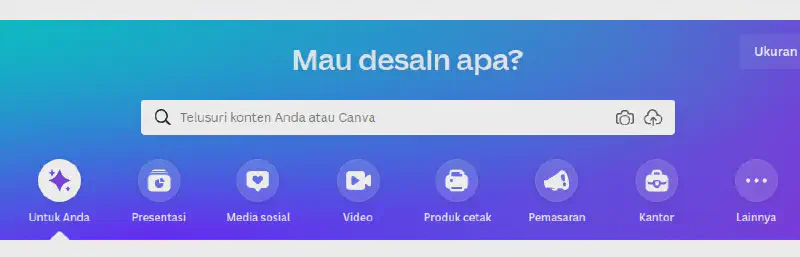 Mau desain apa?
Ukuran
Telusuri konten Anda atau Canva
Untuk Anda
Presentasi
Media sosial
Video
Produk cetak
Pemasaran
Kantor
Lainnya